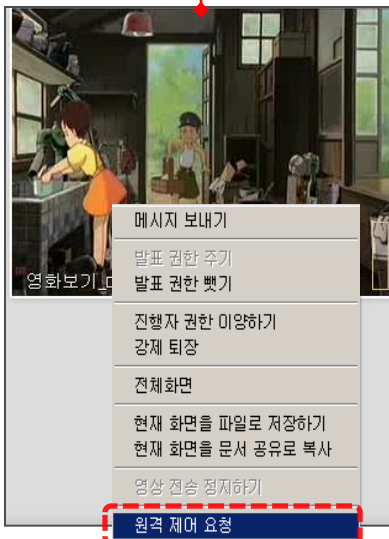 영화보기_
메시지 보내기
발표 권한 주기
발표 권한 뺏기
진행자 권한 이양하기
강제 퇴장
전체화면
현재 화면을 파일로 저장하기
현재 화면을 문서 공유로 복사
영상 전송 정지하기
원격 제어 요청